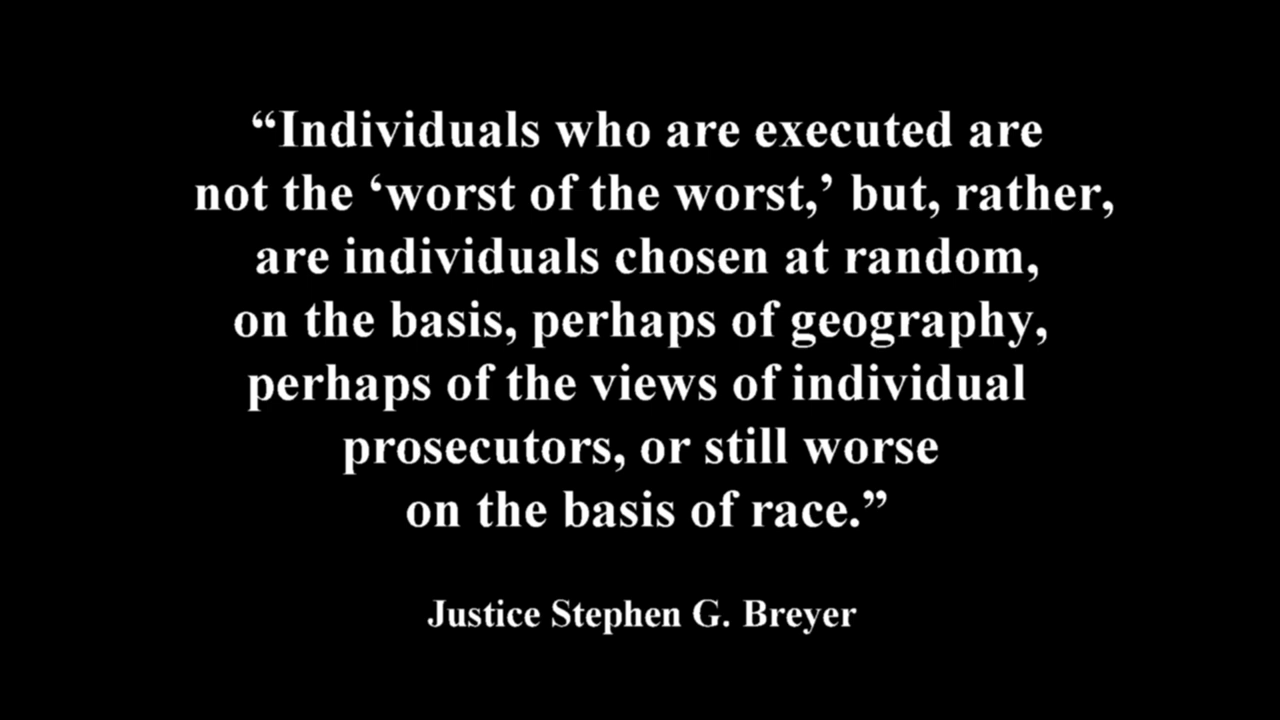 “Individuals who are executed are
not the ‘worst of the worst,’ but, rather,
are individuals chosen at random,
on the basis, perhaps of geography,
perhaps of the views of individual
prosecutors, or still worse
on the basis of race.”
Justice Stephen G. Breyer